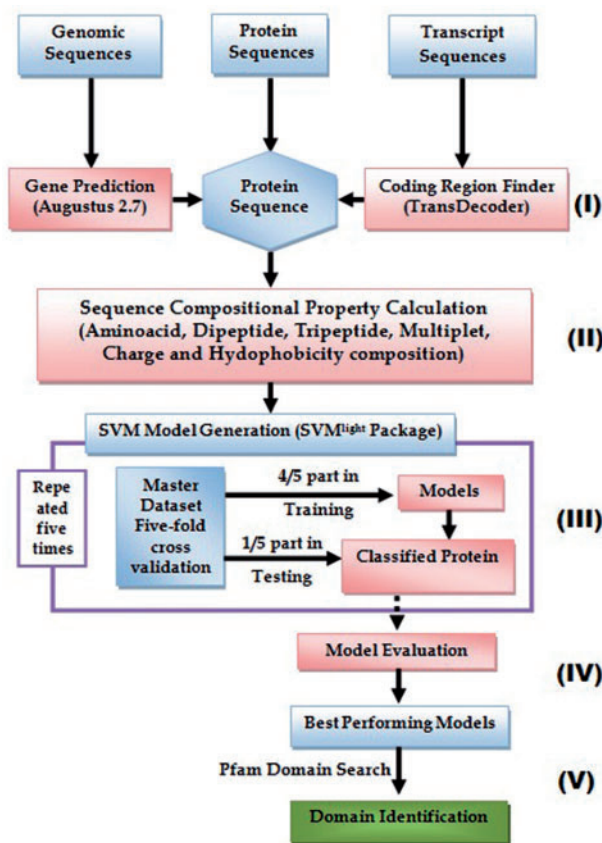 Genomic
Sequences
Protein
Sequences
Transcript
Sequences
Gene Prediction
(Augustus 2.7)
Protein
Sequence
Coding Region Finder
(TransDecoder)
(I)
Sequence Compositional Property Calculation
(Aminoacid, Dipeptide, Tripeptide, Multiplet,
Charge and Hydophobicity composition)
(II)
SVM Model Generation (SVMlight Package)
Repe
ated
five
times
Master
Dataset
Five-fold
cross
validation
4/5 part in
Training
Models
1/5 part in
Testing
Classified Protein
(III)
Model Evaluation
(IV)
Best Performing Models
Pfam Domain Search
(V)
Domain Identification